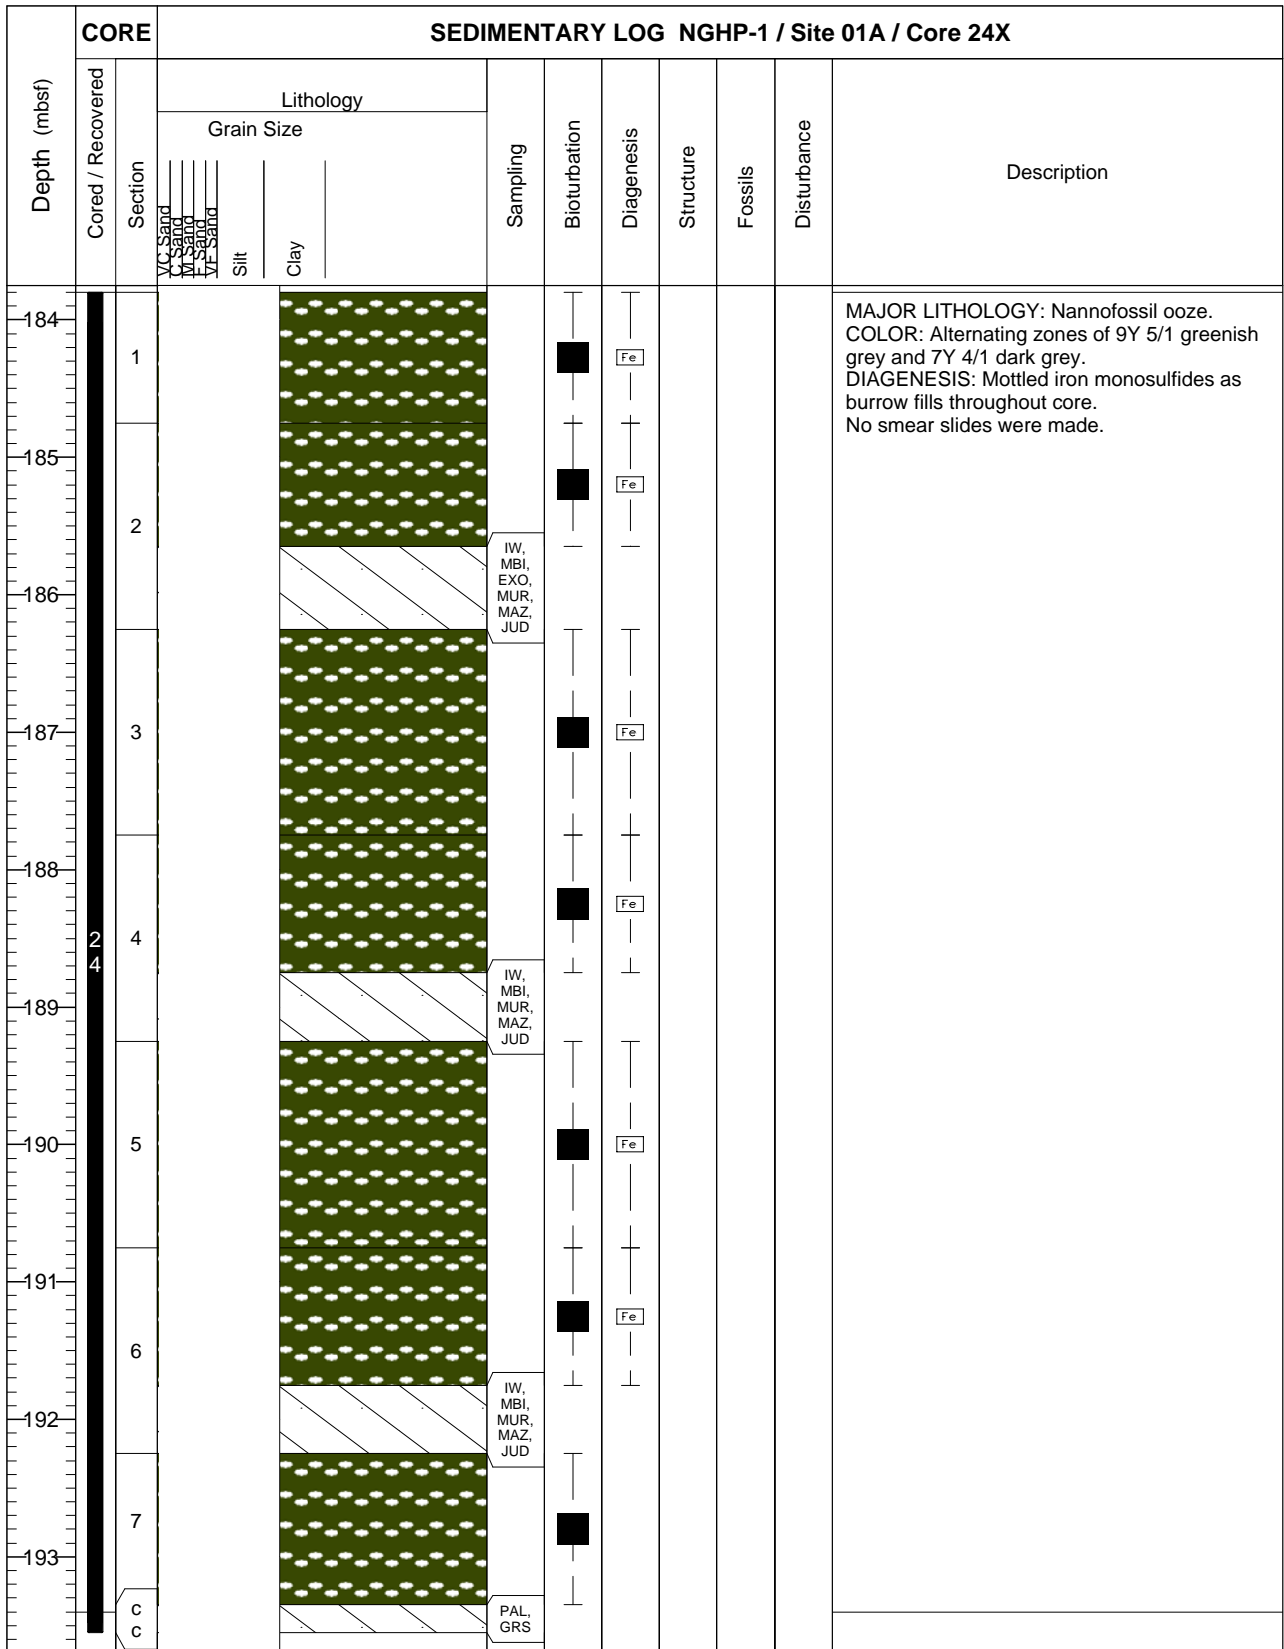 CORE
SEDIMENTARY LOG NGHP-1 / Site 01A / Core 24X
Depth (mbsf)
Cored / Recovered
Section
Lithology
Grain Size
VC Sand
C Sand
M Sand
F Sand
VF Sand
Silt
Clay
Sampling
Bioturbation
Diagenesis
Structure
Fossils
Disturbance
Description
184
1
Fe
MAJOR LITHOLOGY: Nannofossil ooze.
COLOR: Alternating zones of 9Y 5/1 greenish
grey and 7Y 4/1 dark grey.
DIAGENESIS: Mottled iron monosulfides as
burrow fills throughout core.
No smear slides were made.
185
2
Fe
IW,
MBI,
EXO,
MUR,
MAZ,
JUD
186
187
3
Fe
188
2
4
4
Fe
IW,
MBI,
MUR,
MAZ,
JUD
189
190
5
Fe
191
6
Fe
IW,
MBI,
MUR,
MAZ,
JUD
192
7
193
C
C
PAL,
GRS